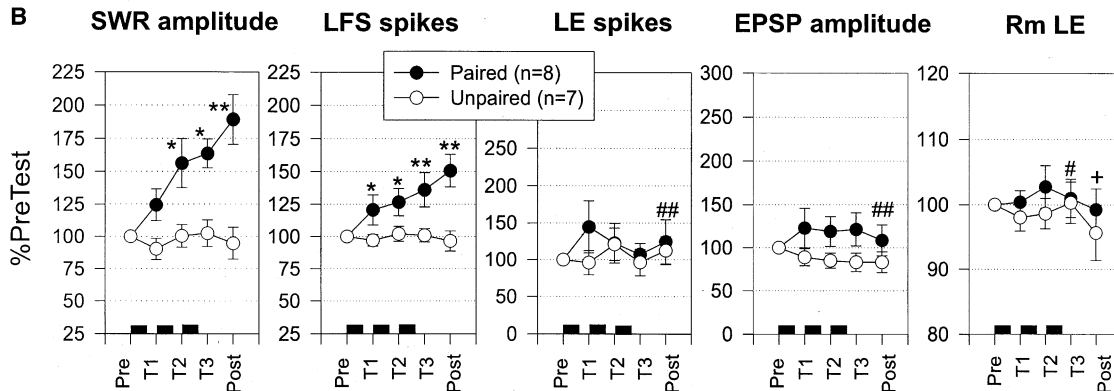 B
SWR amplitude
LFS spikes
LE spikes
EPSP amplitude
Rm LE
Paired (n=8)
Unpaired (n=7)
%PreTest
225
200
175
150
125
100
75
50
25
**
*
*
Pre
T1
T2
T3
Post
225
200
175
150
125
100
75
50
25
*
*
**
**
Pre
T1
T2
T3
Post
250
200
150
100
50
0
##
Pre
T1
T2
T3
Post
300
250
200
150
100
50
0
##
Pre
T1
T2
T3
Post
120
110
100
90
80
#
+
Pre
T1
T2
T3
Post